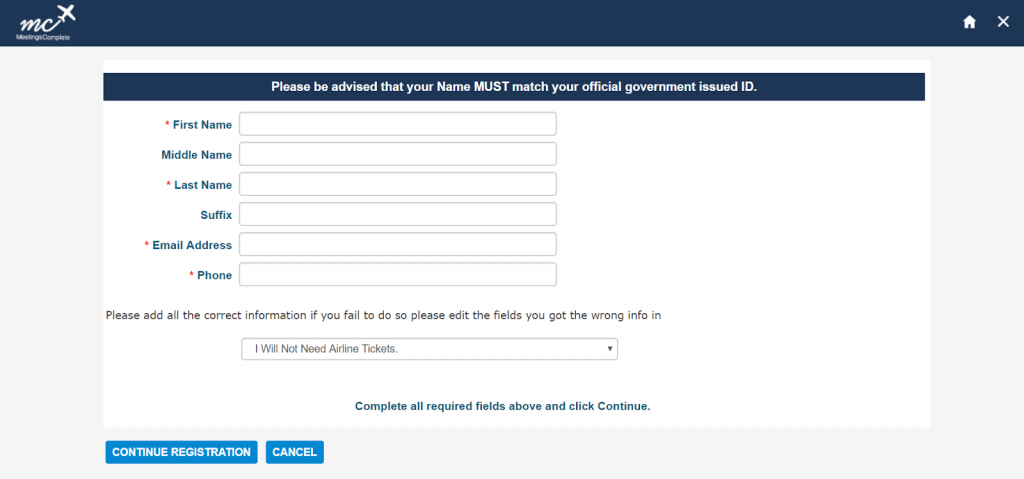 mc
MeetingsComplete
Please be advised that your Name MUST match your official government issued ID.
* First Name
Middle Name
* Last Name
Suffix
* Email Address
* Phone
Please add all the correct information if you fail to do so please edit the fields you got the wrong info in
I Will Not Need Airline Tickets.
Complete all required fields above and click Continue.
CONTINUE REGISTRATION CANCEL